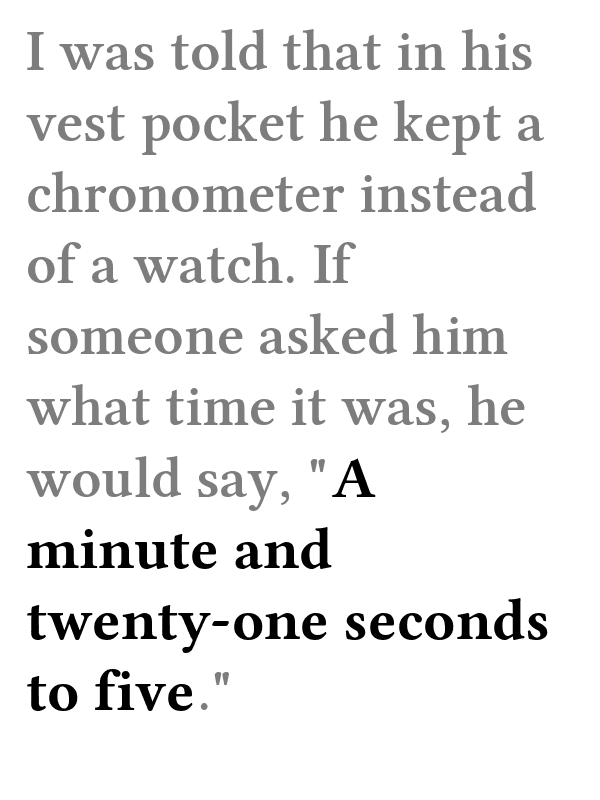 I was told that in his
vest pocket he kept a
chronometer instead
of a watch. If
someone asked him
what time it was, he
would say, "A
minute and
twenty-one seconds
to five."